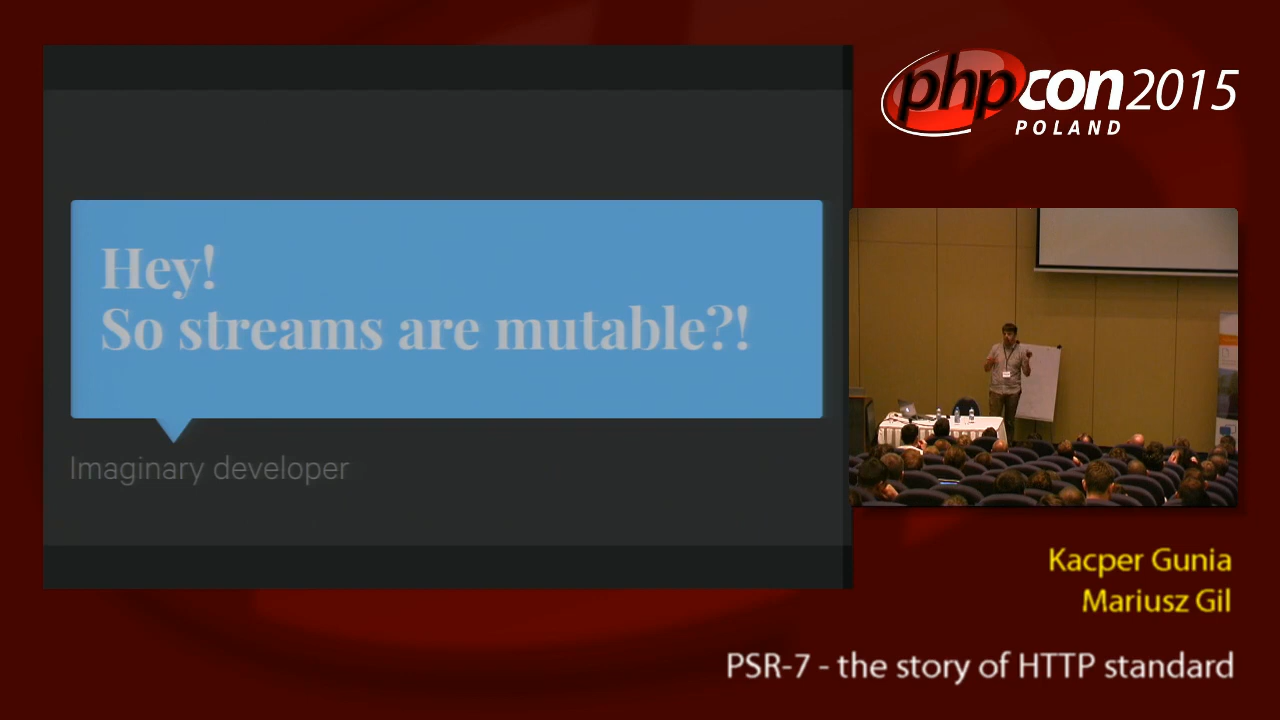 Hey!
So streams are mutable?!
Imaginary developer
phpcon2015
POLAND
Kacper Gunia
Mariusz Gil
PSR-7 - the story of HTTP standard